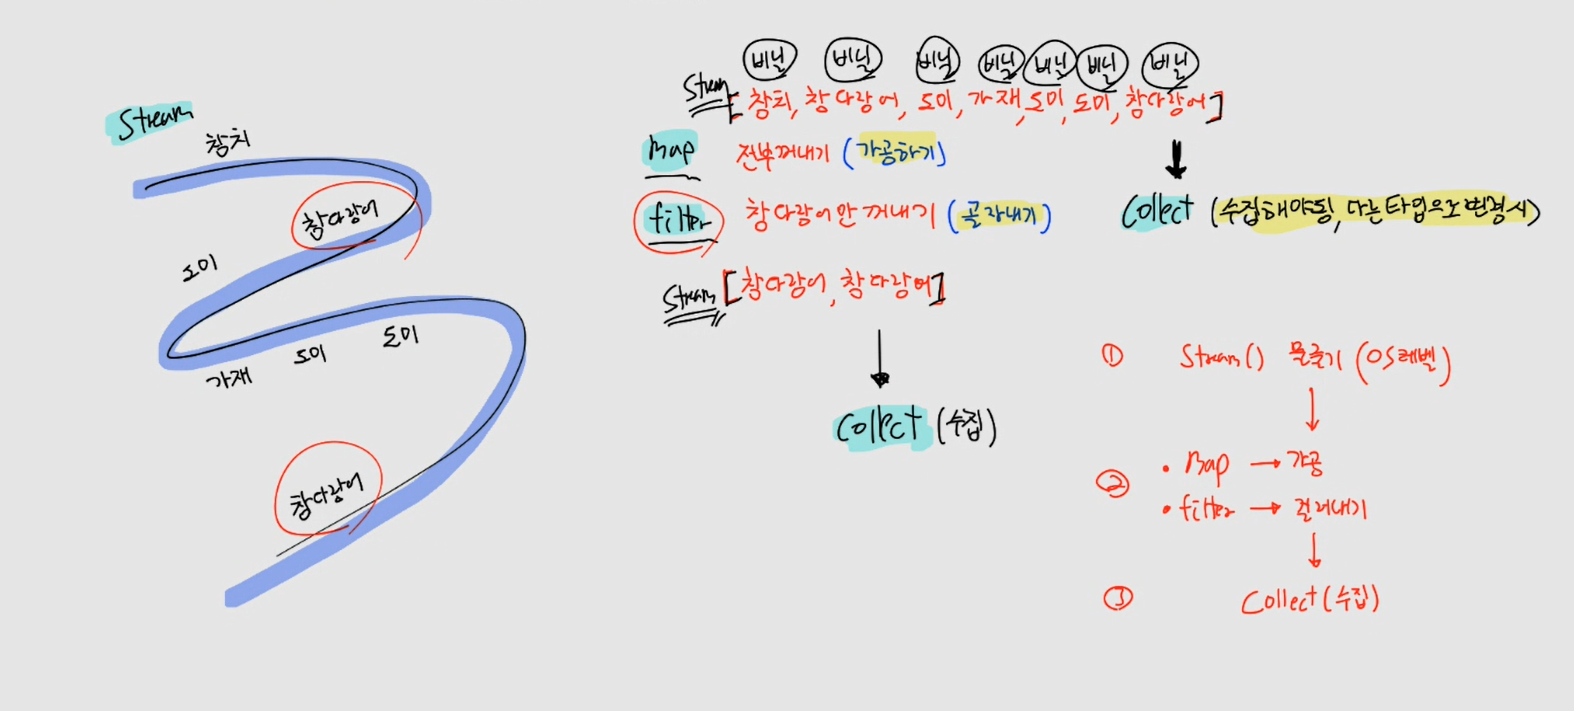 Stream
참치
참다랑어
도미
가재 도미 도미
참다랑어
비닐 비닐 비닐 비닐 비닐 비닐 비닐
Stream [참치, 참다랑어, 도미, 가재, 도미, 도미, 참다랑어]
Map 전부꺼내기 (가공하기)
filter 참다랑어만 꺼내기 (골라내기)
Stream [참다랑어, 참다랑어]
Collect (수집)
Collect (수집해야됨, 다른타입으로 변경시)
① Stream() 물줄기 (OS레벨)
② • Map → 가공
• filter → 걸러내기
③ Collect (수집)